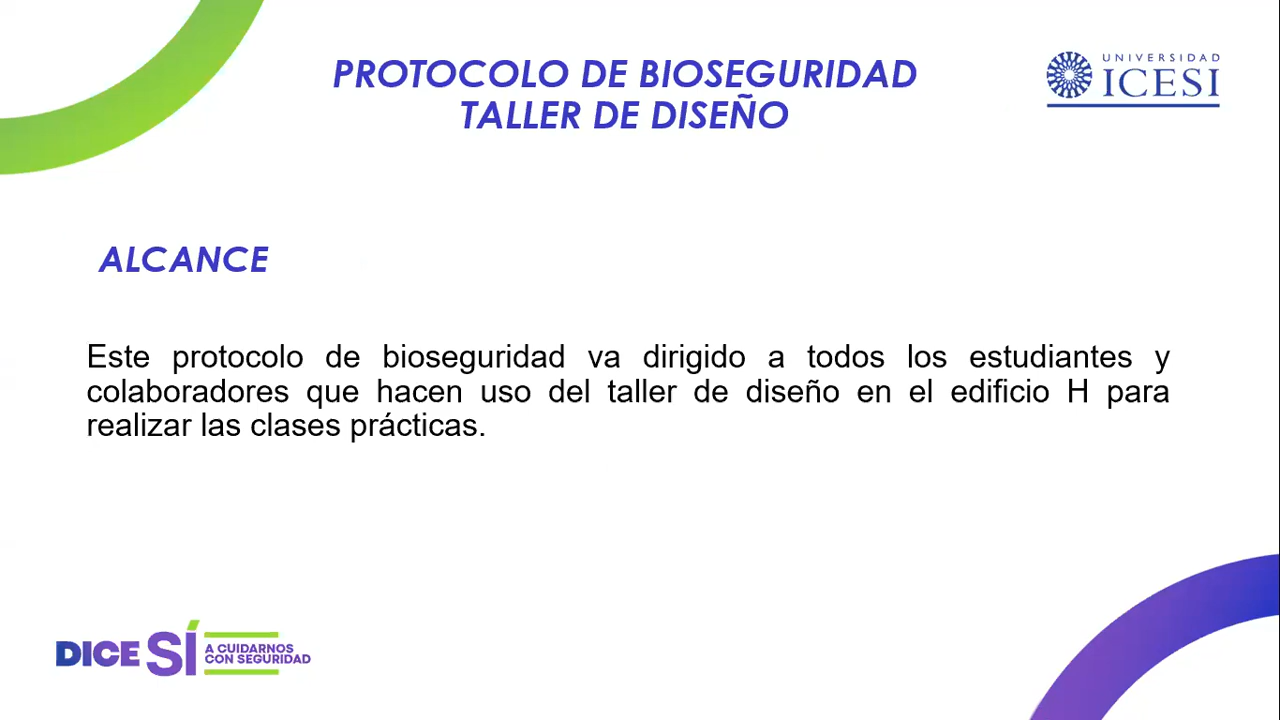 PROTOCOLO DE BIOSEGURIDAD
TALLER DE DISEÑO
UNIVERSIDAD
ICESI
ALCANCE
Este protocolo de bioseguridad va dirigido a todos los estudiantes y
colaboradores que hacen uso del taller de diseño en el edificio H para
realizar las clases prácticas.
DICE SÍ
A CUIDARNOS
CON SEGURIDAD